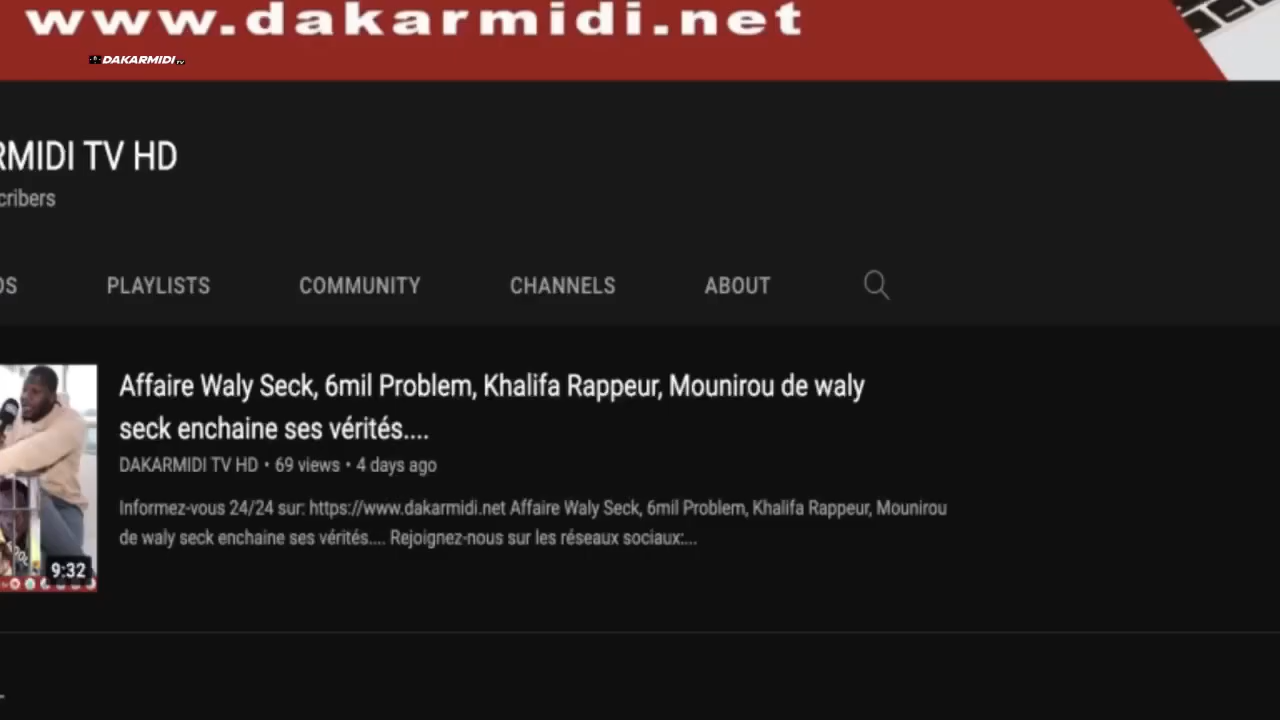 www.dakarmidi.net
DAKARMIDI TV
RMIDI TV HD
cribers
OS PLAYLISTS COMMUNITY CHANNELS ABOUT
Affaire Waly Seck, 6mil Problem, Khalifa Rappeur, Mounirou de waly
seck enchaine ses vérités....
DAKARMIDI TV HD • 69 views • 4 days ago
Informez-vous 24/24 sur: https://www.dakarmidi.net Affaire Waly Seck, 6mil Problem, Khalifa Rappeur, Mounirou
de waly seck enchaine ses vérités.... Rejoignez-nous sur les réseaux sociaux:...
9:32